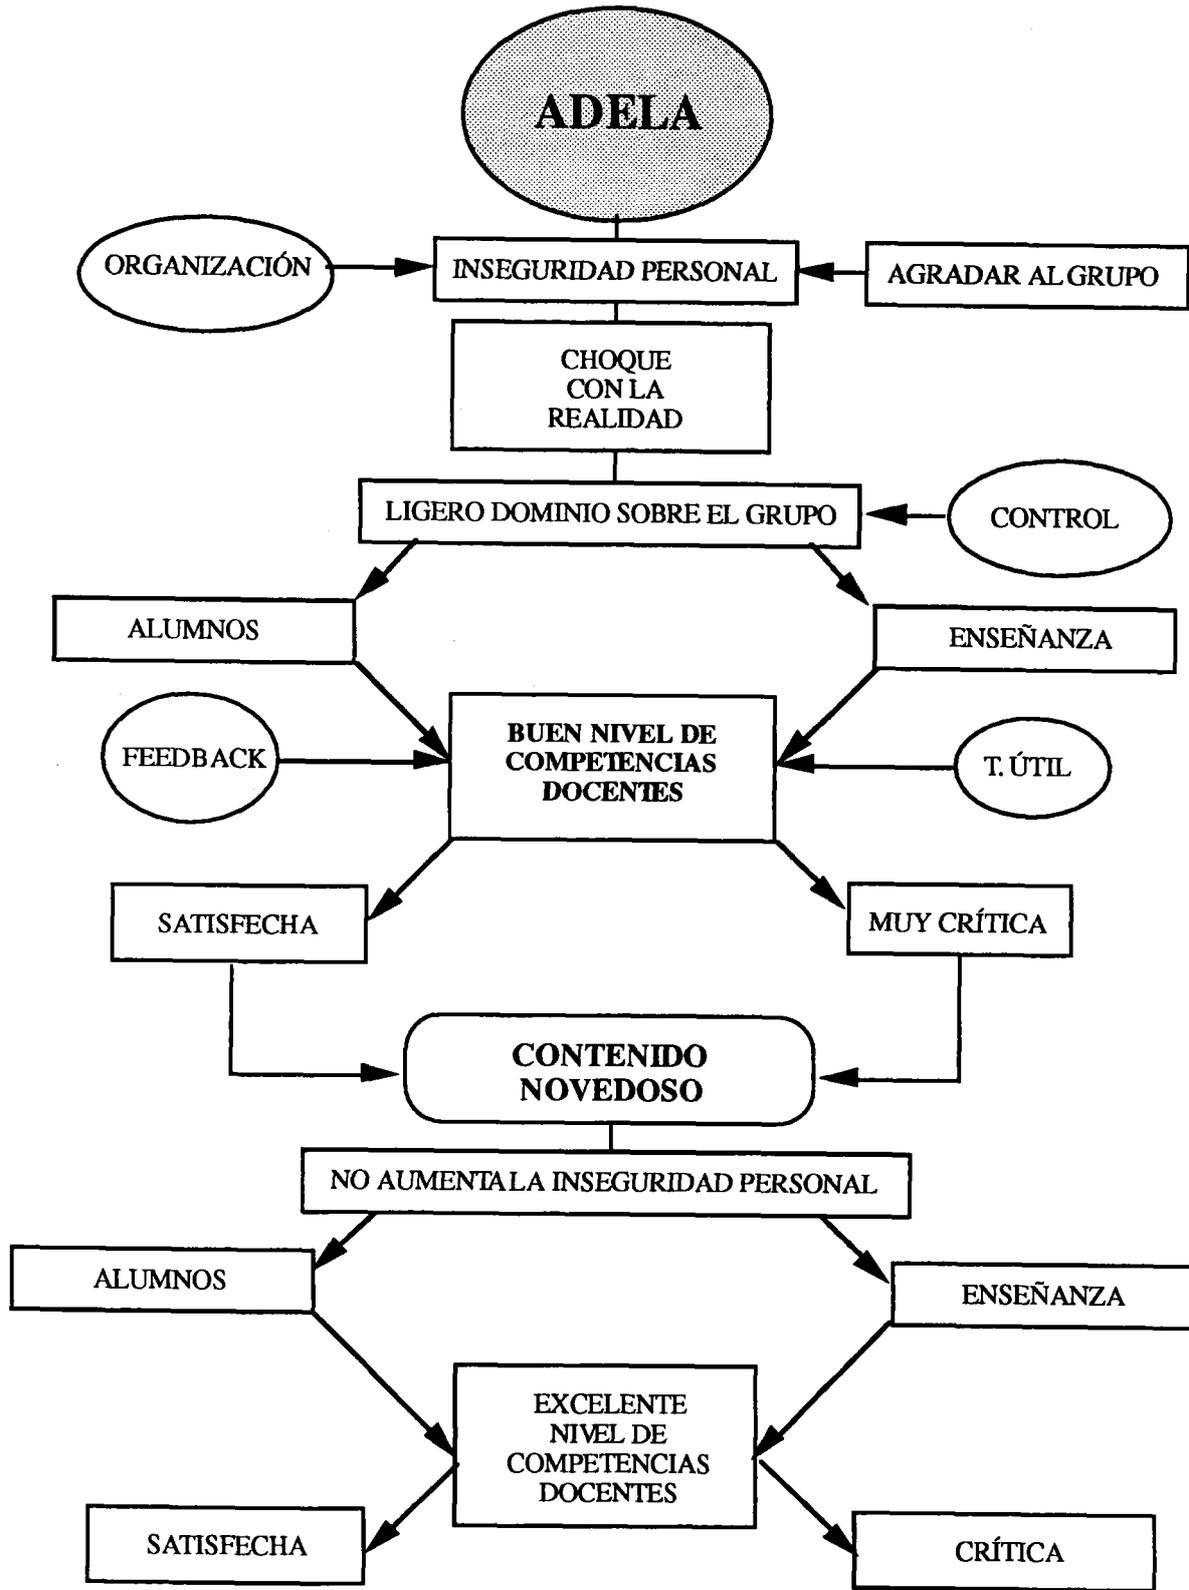 ADELA
ORGANIZACIÓN
INSEGURIDAD PERSONAL
AGRADAR AL GRUPO
CHOQUE
CON LA
REALIDAD
LIGERO DOMINIO SOBRE EL GRUPO
CONTROL
ALUMNOS
ENSEÑANZA
FEEDBACK
BUEN NIVEL DE
COMPETENCIAS
DOCENTES
T. ÚTIL
SATISFECHA
MUY CRÍTICA
CONTENIDO
NOVEDOSO
NO AUMENTA LA INSEGURIDAD PERSONAL
ALUMNOS
ENSEÑANZA
EXCELENTE
NIVEL DE
COMPETENCIAS
DOCENTES
SATISFECHA
CRÍTICA